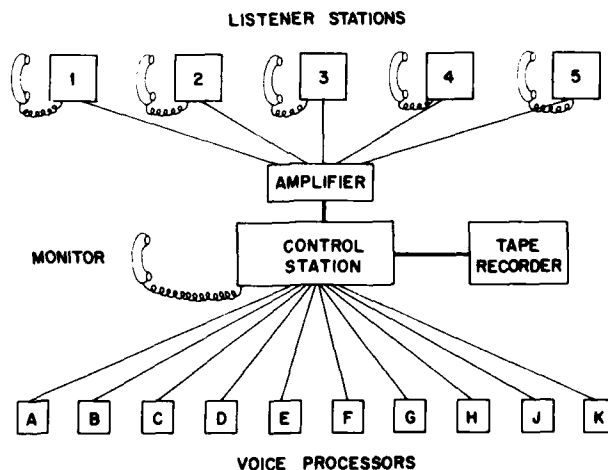 LISTENER STATIONS
1 2 3 4 5
AMPLIFIER
MONITOR
CONTROL
STATION
TAPE
RECORDER
A B C D E F G H J K
VOICE PROCESSORS